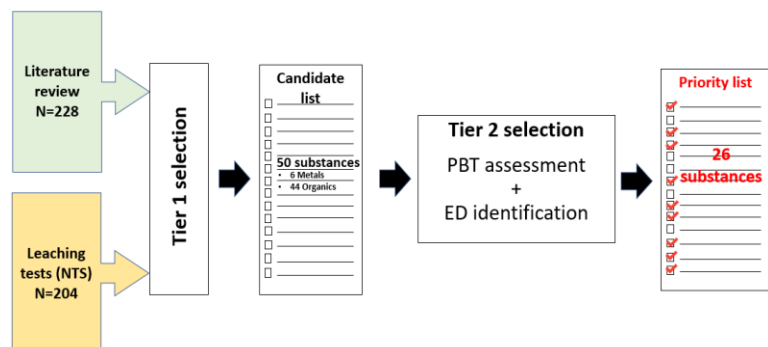 Literature
review
N=228
Leaching
tests (NTS)
N=204
Tier 1 selection
Candidate
list
50 substances
• 6 Metals
• 44 Organics
Tier 2 selection
PBT assessment
+
ED identification
Priority list
26
substances